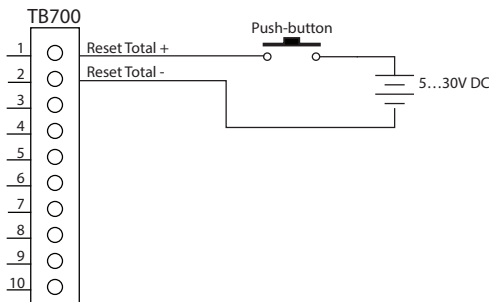 TB700
Push-button
1
Reset Total +
2
Reset Total -
5...30V DC
3
4
5
6
7
8
9
10